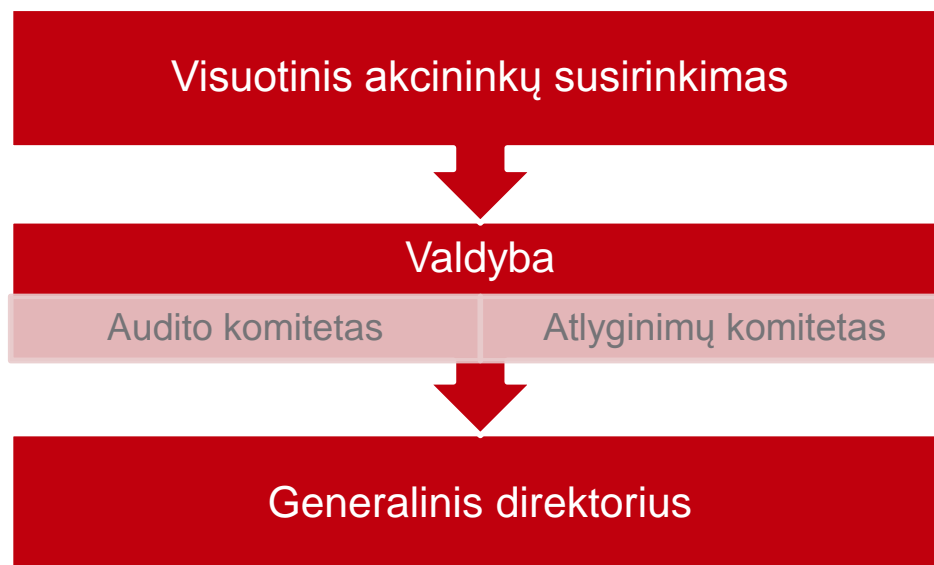 Visuotinis akcininkų susirinkimas
Valdyba
Audito komitetas
Atlyginimų komitetas
Generalinis direktorius